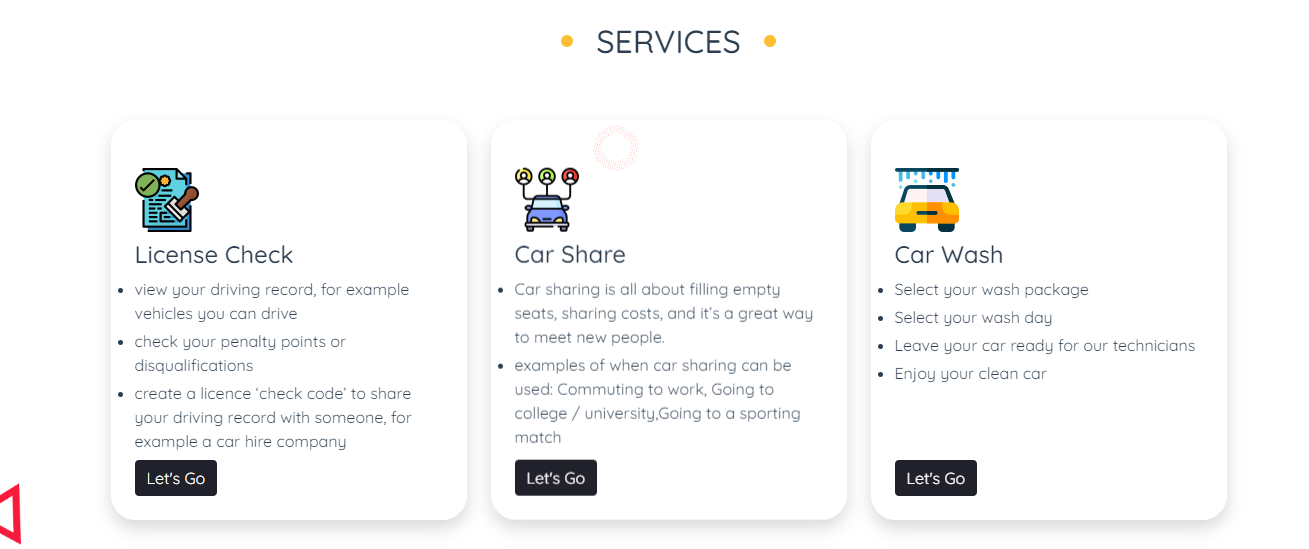 SERVICES
License Check
view your driving record, for example
vehicles you can drive
check your penalty points or
disqualifications
create a licence ‘check code’ to share
your driving record with someone, for
example a car hire company
Let's Go
Car Share
Car sharing is all about filling empty
seats, sharing costs, and it’s a great way
to meet new people.
examples of when car sharing can be
used: Commuting to work, Going to
college / university,Going to a sporting
match
Let's Go
Car Wash
Select your wash package
Select your wash day
Leave your car ready for our technicians
Enjoy your clean car
Let's Go